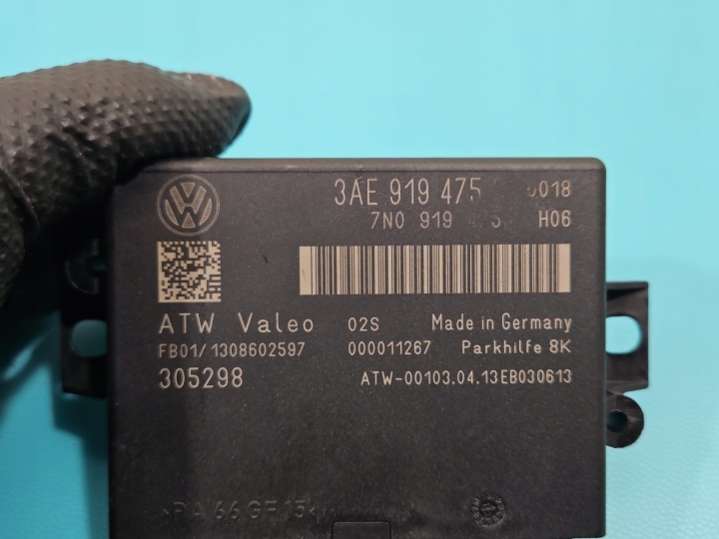 3AE 919 475
7N0 919 H06
ATW Valeo 02S Made in Germany
FB01/1308602597 000011267 Parkhilfe 8K
305298 ATW-00103.04.13EB030613